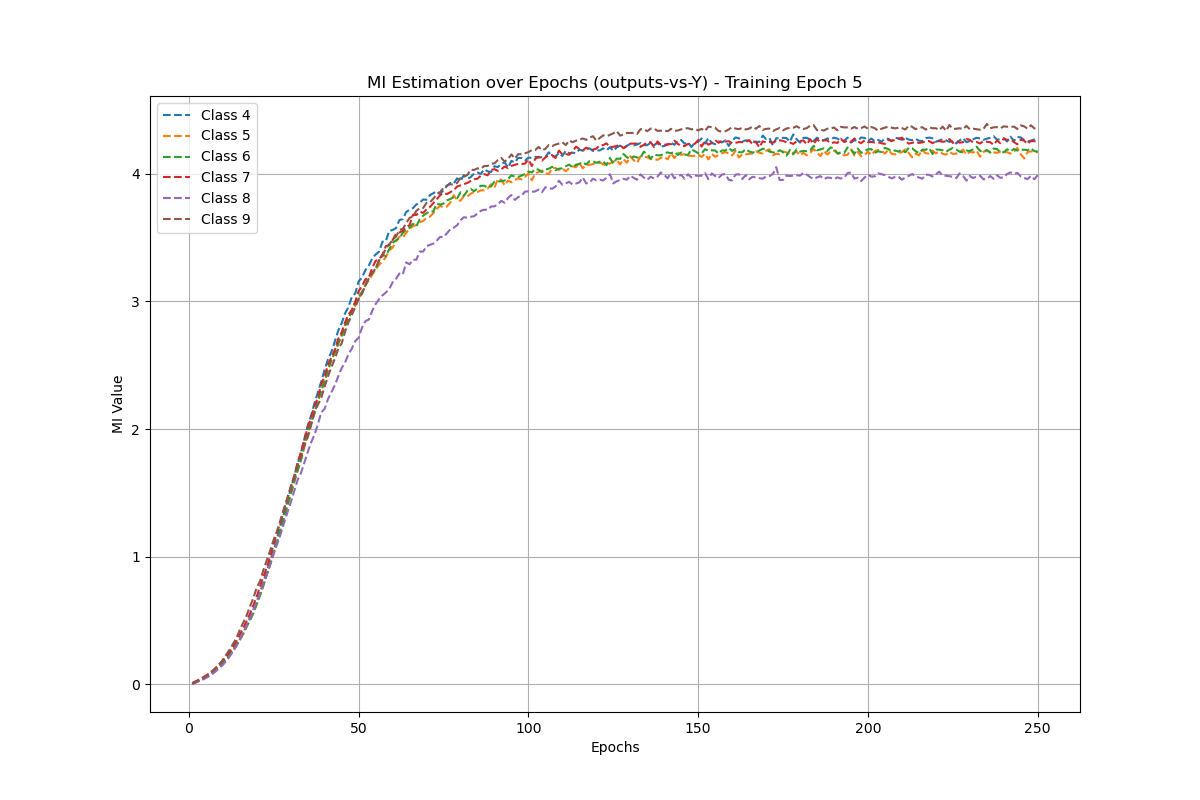 MI Estimation over Epochs (outputs-vs-Y) - Training Epoch 5
Class 4
Class 5
Class 6
Class 7
Class 8
Class 9
MI Value
4
3
2
1
0
0
50
100
150
200
250
Epochs